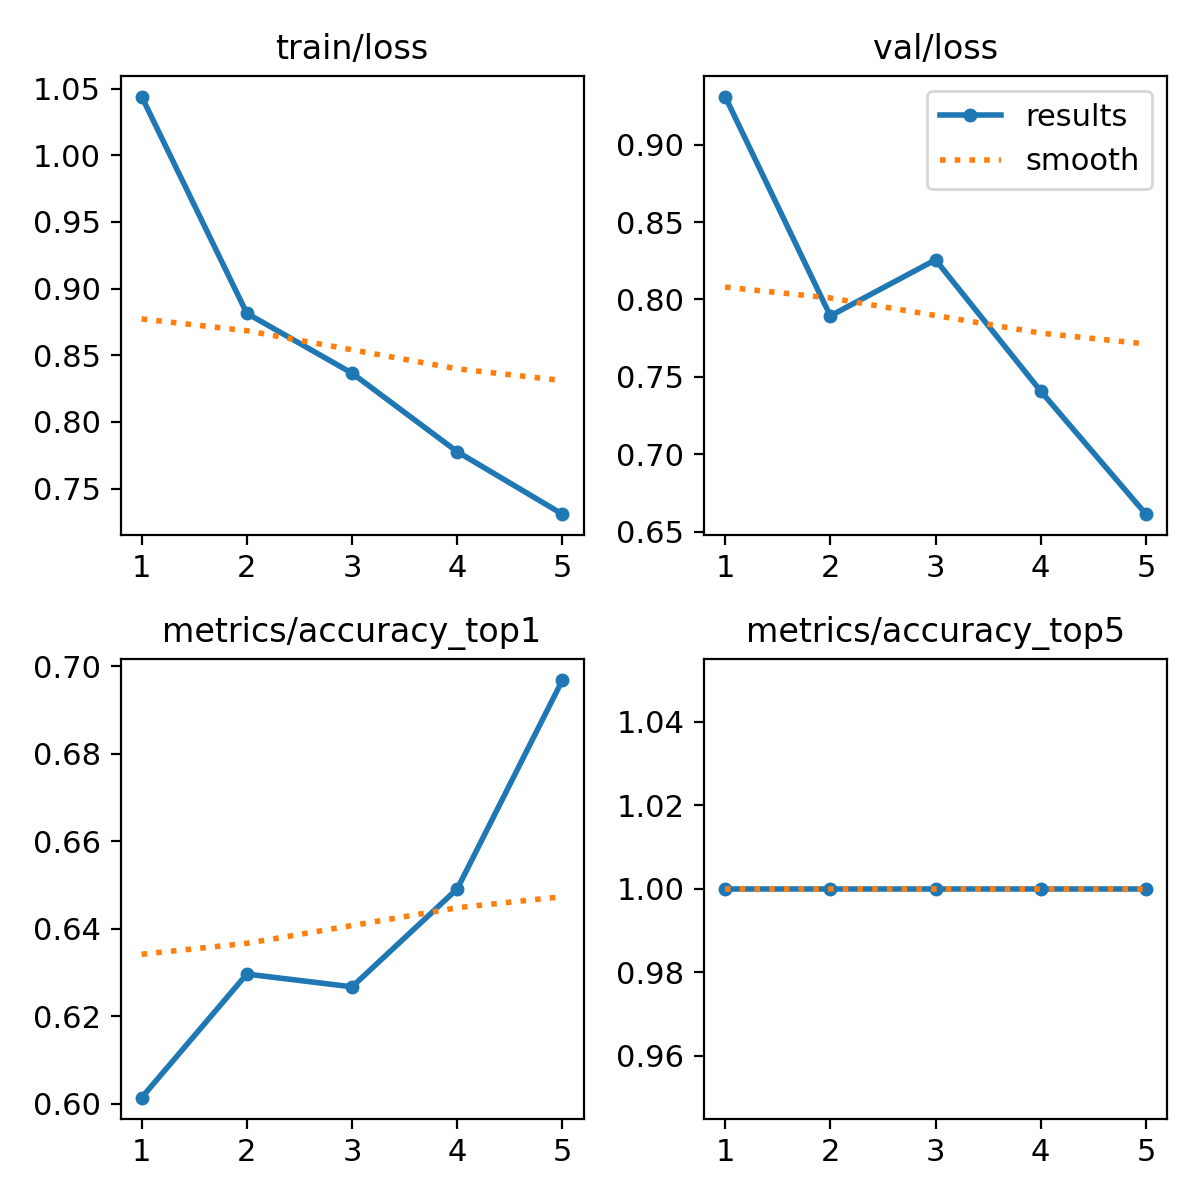 train/loss
1.05
1.00
0.95
0.90
0.85
0.80
0.75
1 2 3 4 5
val/loss
results
smooth
0.90
0.85
0.80
0.75
0.70
0.65
1 2 3 4 5
metrics/accuracy_top1
0.70
0.68
0.66
0.64
0.62
0.60
1 2 3 4 5
metrics/accuracy_top5
1.04
1.02
1.00
0.98
0.96
1 2 3 4 5